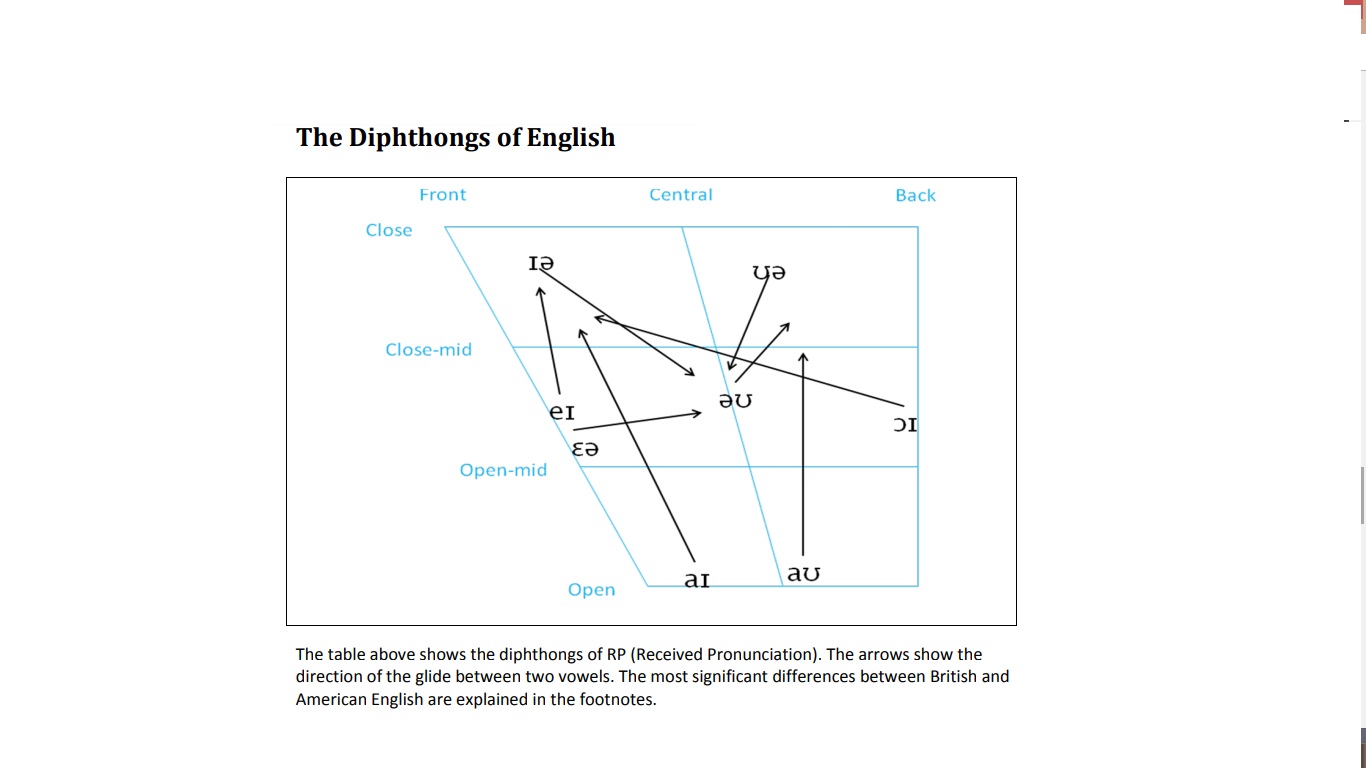 The Diphthongs of English
Front Central Back
Close
ɪə ʊə
Close-mid
əʊ
eɪ
ɔɪ
ɛə
Open-mid
aɪ aʊ
Open
The table above shows the diphthongs of RP (Received Pronunciation). The arrows show the
direction of the glide between two vowels. The most significant differences between British and
American English are explained in the footnotes.